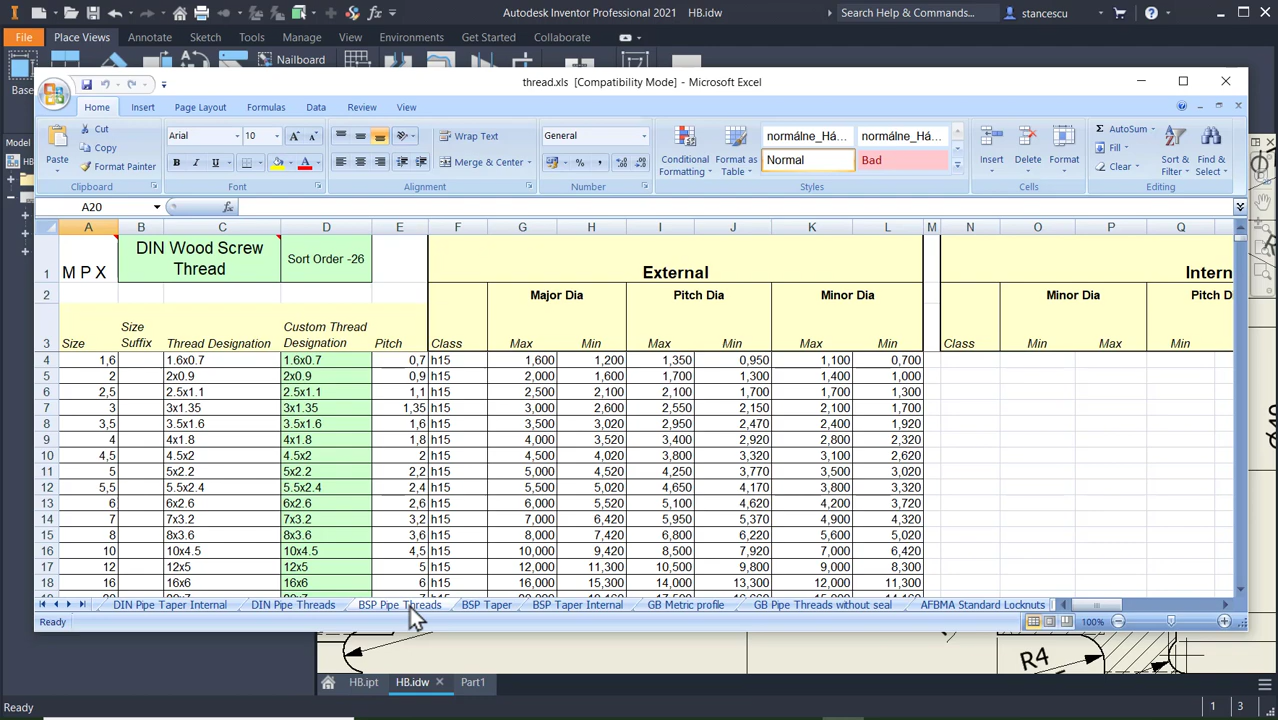 Autodesk Inventor Professional 2021 HB.idw
Search Help & Commands...
stancescu
File Place Views Annotate Sketch Tools Manage View Environments Get Started Collaborate
Base
Nailboard
thread.xls [Compatibility Mode] - Microsoft Excel
Home Insert Page Layout Formulas Data Review View
Paste Cut Copy Format Painter
Arial 10
B I U
Wrap Text
Merge & Center
General
Conditional Formatting
Format as Table
normálne_Há... normálne_Há...
Normal Bad
Insert Delete Format
AutoSum
Fill
Clear
Sort & Filter
Find & Select
Clipboard Font Alignment Number Styles Cells Editing
A20
fx
Model
HB
A B C D E F G H I J K L M N O P Q
1 M P X DIN Wood Screw Thread Sort Order -26 External Intern
2 Major Dia Pitch Dia Minor Dia Minor Dia Pitch D
3 Size Size Suffix Thread Designation Custom Thread Designation Pitch Class Max Min Max Min Max Min Class Min Max Min
4 1,6 1.6x0.7 1.6x0.7 0,7 h15 1,600 1,200 1,350 0,950 1,100 0,700
5 2 2x0.9 2x0.9 0,9 h15 2,000 1,600 1,700 1,300 1,400 1,000
6 2,5 2.5x1.1 2.5x1.1 1,1 h15 2,500 2,100 2,100 1,700 1,700 1,300
7 3 3x1.35 3x1.35 1,35 h15 3,000 2,600 2,550 2,150 2,100 1,700
8 3,5 3.5x1.6 3.5x1.6 1,6 h15 3,500 3,020 2,950 2,470 2,400 1,920
9 4 4x1.8 4x1.8 1,8 h15 4,000 3,520 3,400 2,920 2,800 2,320
10 4,5 4.5x2 4.5x2 2 h15 4,500 4,020 3,800 3,320 3,100 2,620
11 5 5x2.2 5x2.2 2,2 h15 5,000 4,520 4,250 3,770 3,500 3,020
12 5,5 5.5x2.4 5.5x2.4 2,4 h15 5,500 5,020 4,650 4,170 3,800 3,320
13 6 6x2.6 6x2.6 2,6 h15 6,000 5,520 5,100 4,620 4,200 3,720
14 7 7x3.2 7x3.2 3,2 h15 7,000 6,420 5,950 5,370 4,900 4,320
15 8 8x3.6 8x3.6 3,6 h15 8,000 7,420 6,800 6,220 5,600 5,020
16 10 10x4.5 10x4.5 4,5 h15 10,000 9,420 8,500 7,920 7,000 6,420
17 12 12x5 12x5 5 h15 12,000 11,300 10,500 9,800 9,000 8,300
18 16 16x6 16x6 6 h15 16,000 15,300 14,000 13,300 12,000 11,300
DIN Pipe Taper Internal DIN Pipe Threads BSP Pipe Threads BSP Taper BSP Taper Internal GB Metric profile GB Pipe Threads without seal AFBMA Standard Locknuts
Ready 100%
R4
HB.ipt HB.idw Part1
Ready 1 3